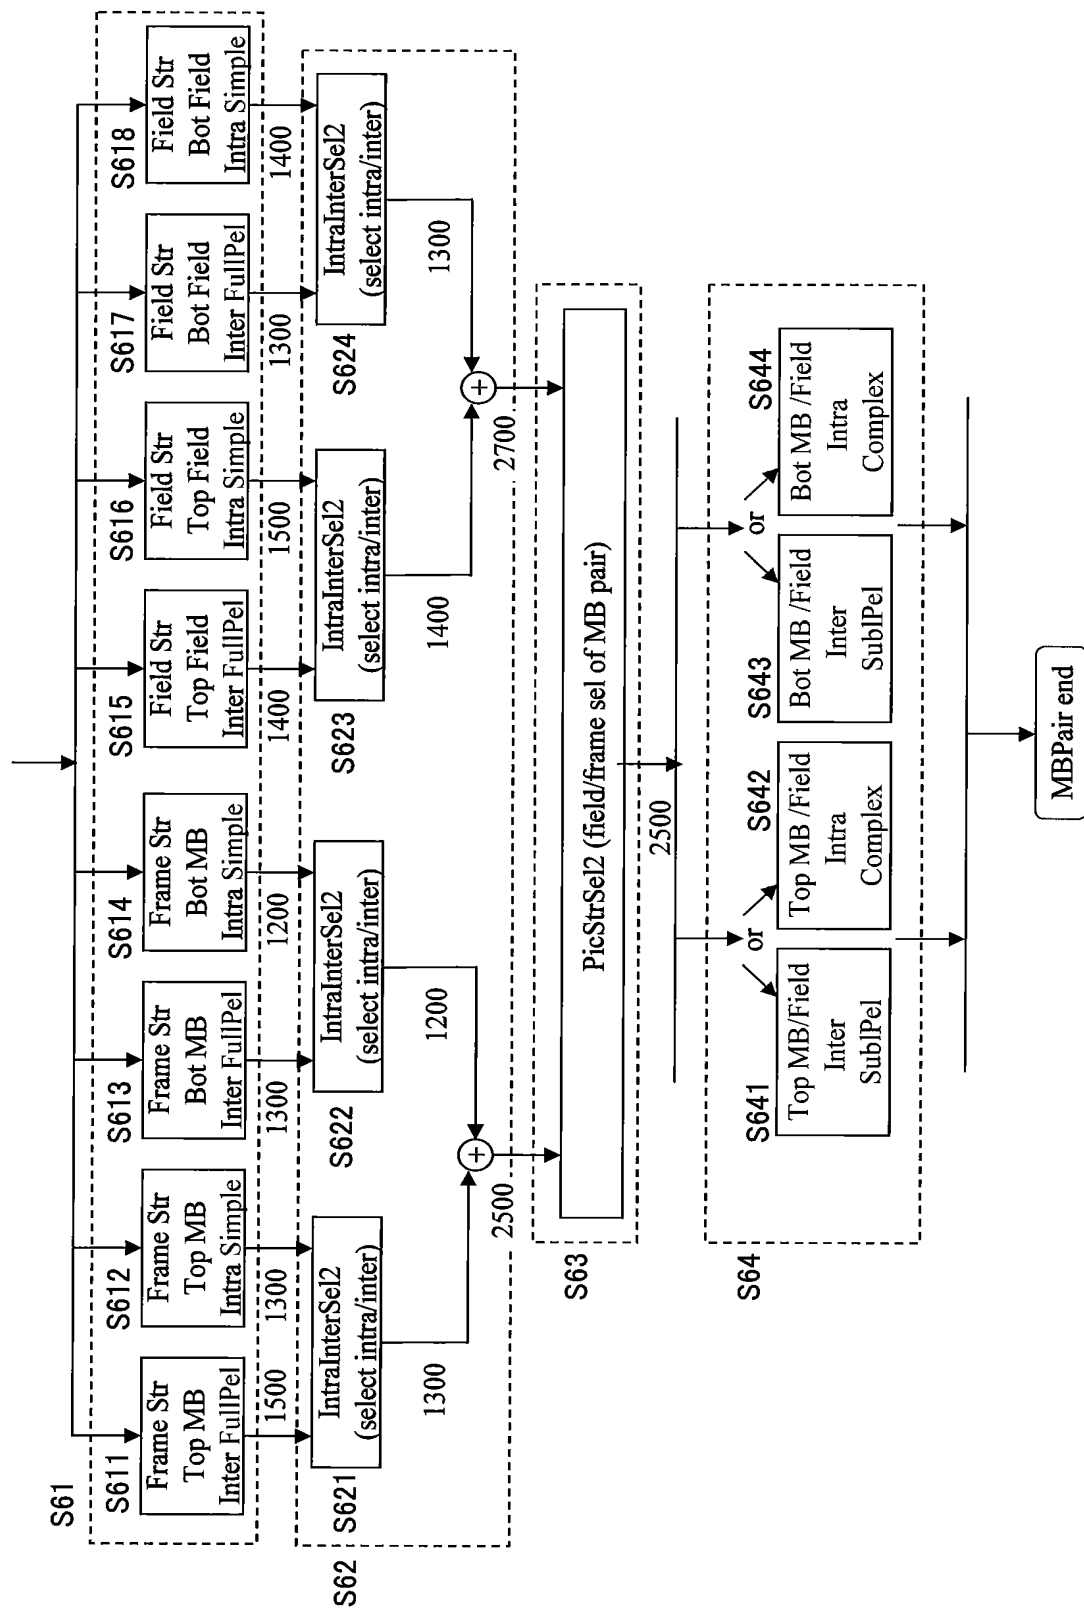 S61
S611
Frame Str
Top MB
Inter FullPel
S612
Frame Str
Top MB
Intra Simple
S613
Frame Str
Bot MB
Inter FullPel
S614
Frame Str
Bot MB
Intra Simple
S615
Field Str
Top Field
Inter FullPel
S616
Field Str
Top Field
Intra Simple
S617
Field Str
Bot Field
Inter FullPel
S618
Field Str
Bot Field
Intra Simple
1500
1300
1300
1200
1400
1500
1300
1400
S62
S621
IntraInterSel2
(select intra/inter)
S622
IntraInterSel2
(select intra/inter)
S623
IntraInterSel2
(select intra/inter)
S624
IntraInterSel2
(select intra/inter)
1300
1200
1400
1300
+
+
2500
2700
S63
PicStrSel2 (field/frame sel of MB pair)
2500
S64
S641
Top MB/Field
Inter
SublPel
or
S642
Top MB /Field
Intra
Complex
S643
Bot MB /Field
Inter
SublPel
or
S644
Bot MB /Field
Intra
Complex
MBPair end